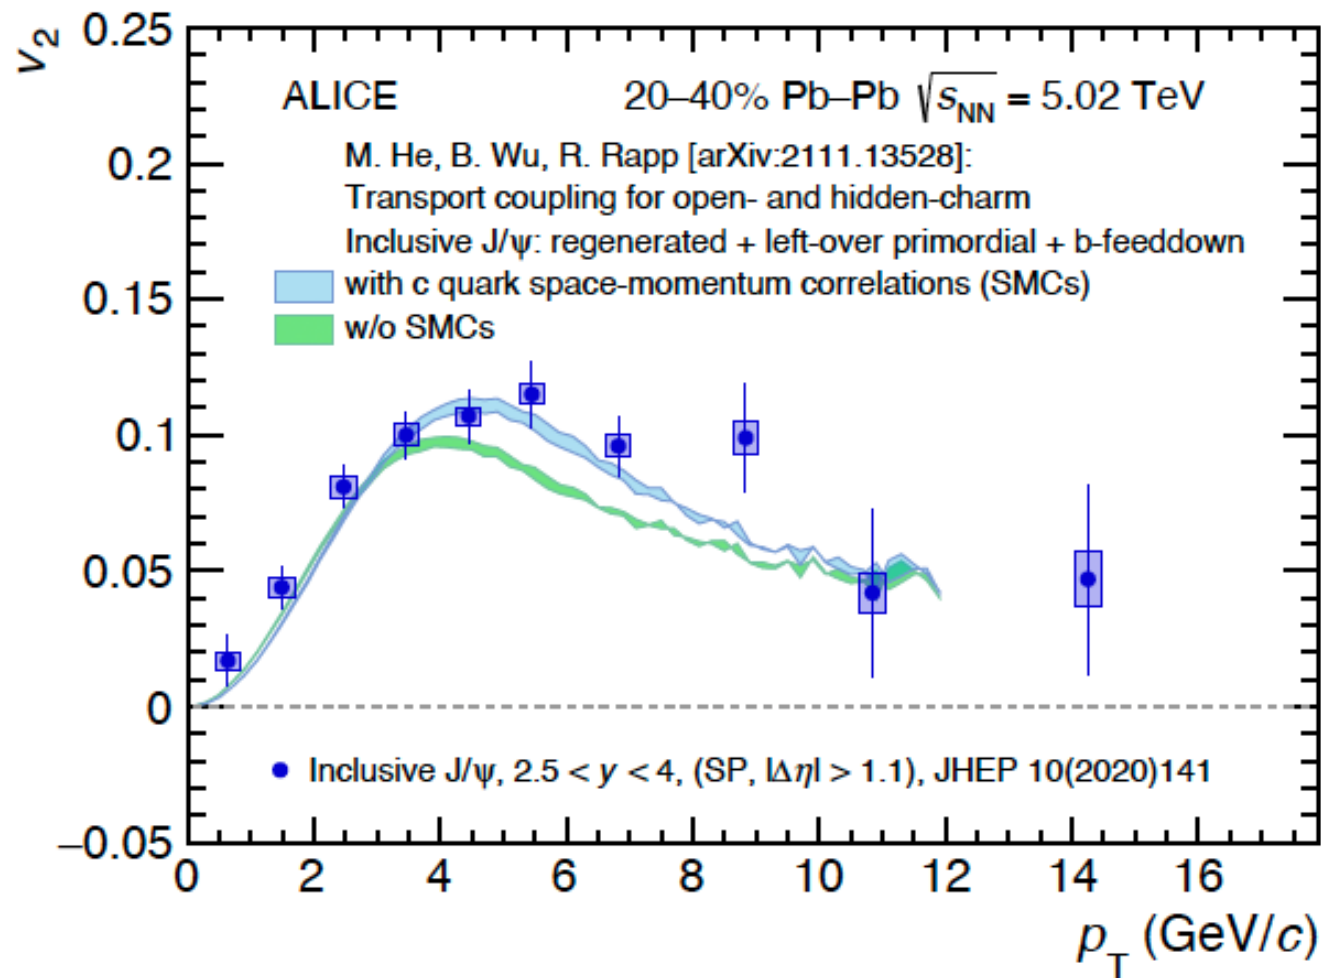 v2
0.25
ALICE 20–40% Pb–Pb √sNN = 5.02 TeV
M. He, B. Wu, R. Rapp [arXiv:2111.13528]:
0.2
Transport coupling for open- and hidden-charm
Inclusive J/ψ: regenerated + left-over primordial + b-feeddown
with c quark space-momentum correlations (SMCs)
0.15
w/o SMCs
0.1
0.05
0
Inclusive J/ψ, 2.5 < y < 4, (SP, |Δη| > 1.1), JHEP 10(2020)141
−0.05
0 2 4 6 8 10 12 14 16
pT (GeV/c)